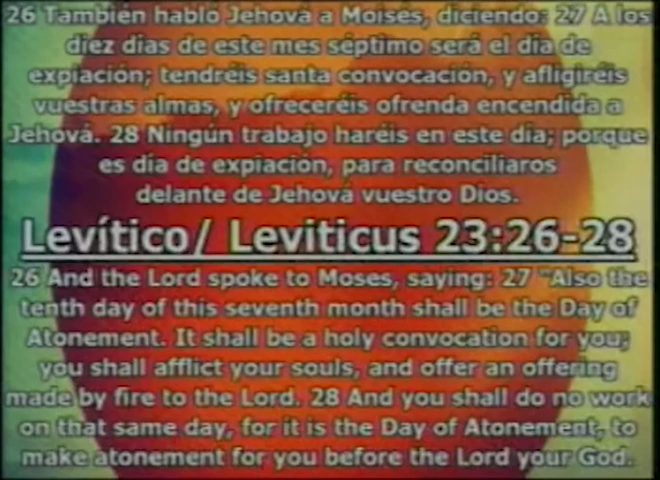 26 También habló Jehová a Moisés, diciendo: 27 A los
diez días de este mes séptimo será el día de
expiación; tendréis santa convocación, y afligiréis
vuestras almas, y ofreceréis ofrenda encendida a
Jehová. 28 Ningún trabajo haréis en este día; porque
es día de expiación, para reconciliaros
delante de Jehová vuestro Dios.
Levítico/ Leviticus 23:26-28
26 And the Lord spoke to Moses, saying: 27 "Also the
tenth day of this seventh month shall be the Day of
Atonement. It shall be a holy convocation for you;
you shall afflict your souls, and offer an offering
made by fire to the Lord. 28 And you shall do no work
on that same day, for it is the Day of Atonement, to
make atonement for you before the Lord your God.